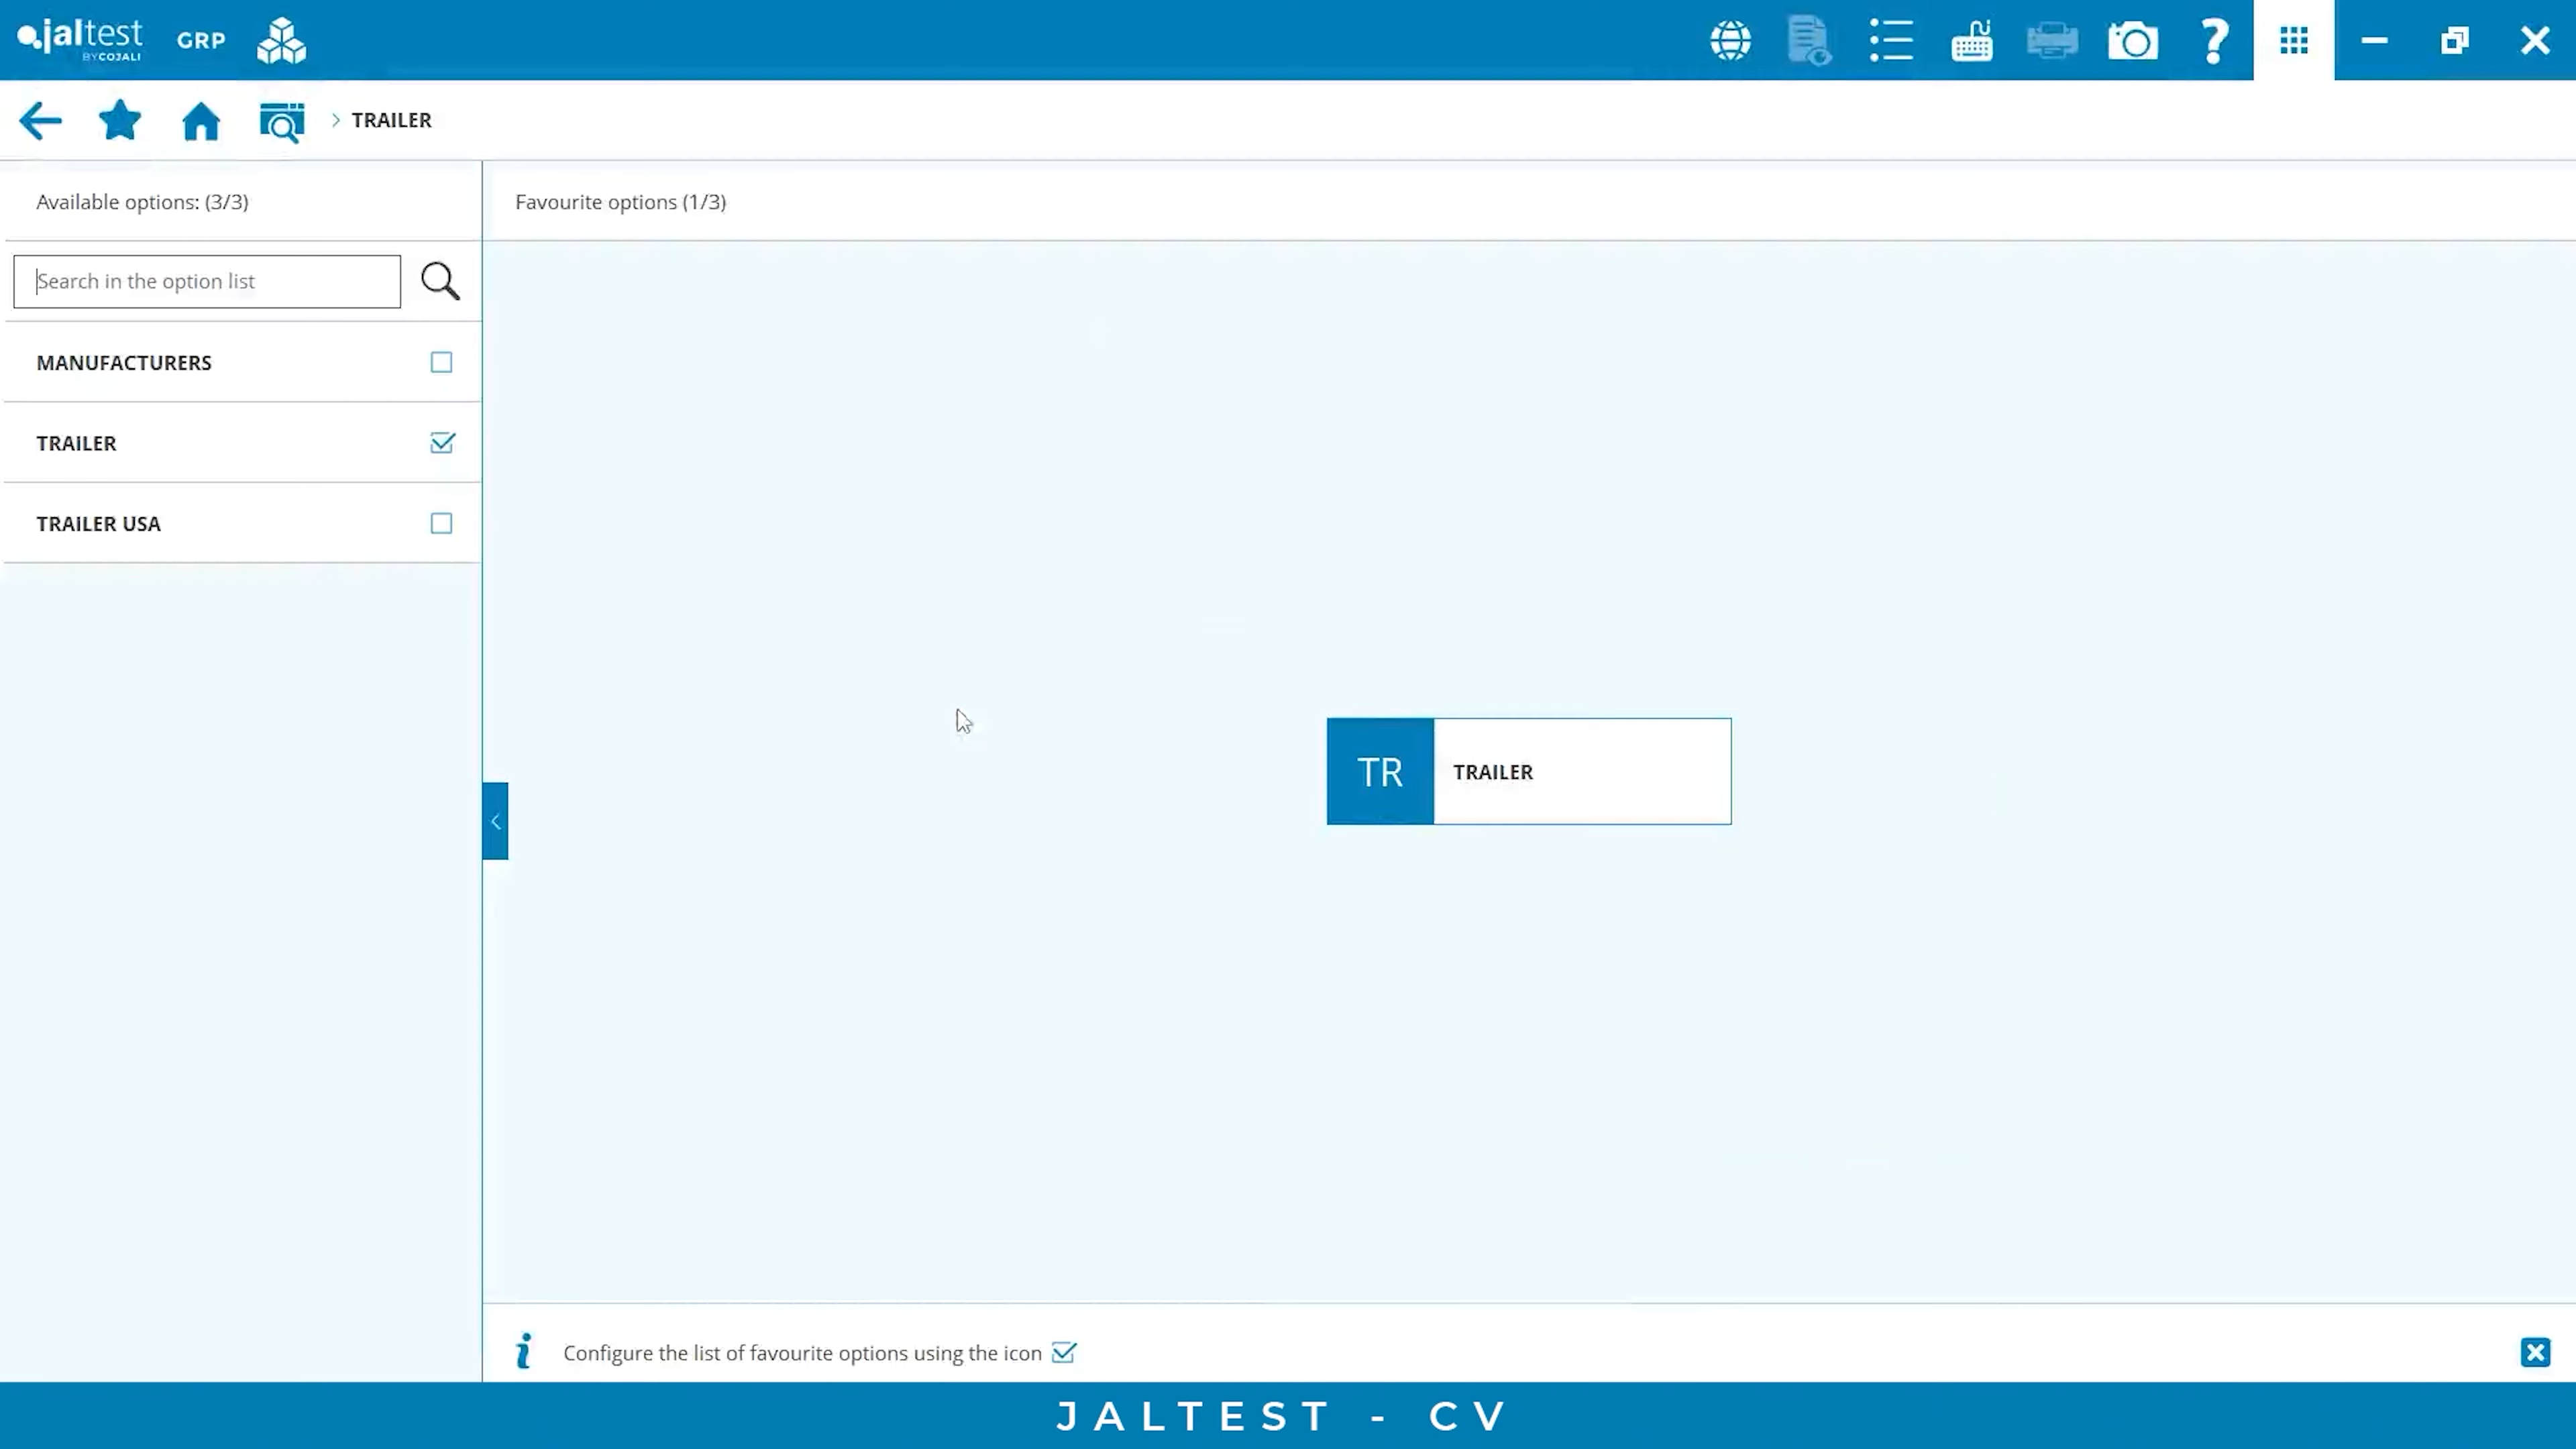 jaltest
BY COJALI
GRP
TRAILER
Available options: (3/3)
Favourite options (1/3)
Search in the option list
MANUFACTURERS
TRAILER
TRAILER USA
TR
TRAILER
Configure the list of favourite options using the icon
JALTEST - CV